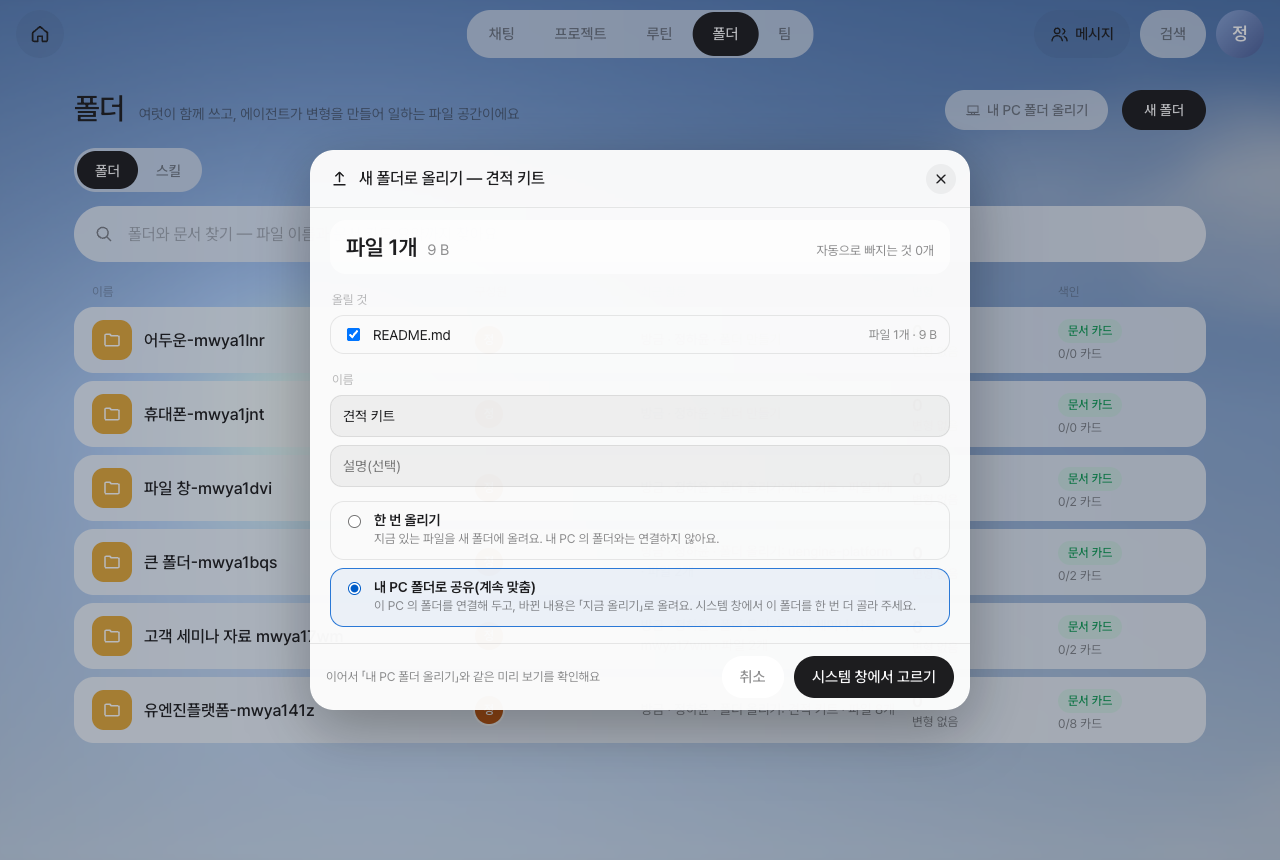 채팅 프로젝트 루틴 폴더 팀 메시지 검색 정
폴더 여럿이 함께 쓰고, 에이전트가 변형을 만들어 일하는 파일 공간이에요 내 PC 폴더 올리기 새 폴더
폴더 스킬
새 폴더로 올리기 — 견적 키트
폴더와 문서 찾기 — 파일 이름
파일 1개 9 B 자동으로 빠지는 것 0개
이름 색인
올릴 것
어두운-mwya1lnr 문서 카드
0/0 카드
README.md 파일 1개 · 9 B
이름
휴대폰-mwya1jnt 문서 카드
0/0 카드
견적 키트
설명(선택)
파일 창-mwya1dvi 문서 카드
0/2 카드
한 번 올리기
지금 있는 파일을 새 폴더에 올려요. 내 PC 의 폴더와는 연결하지 않아요.
큰 폴더-mwya1bqs 문서 카드
0/2 카드
내 PC 폴더로 공유(계속 맞춤)
이 PC 의 폴더를 연결해 두고, 바뀐 내용은 「지금 올리기」로 올려요. 시스템 창에서 이 폴더를 한 번 더 골라 주세요.
고객 세미나 자료 문서 카드
0/2 카드
이어서 「내 PC 폴더 올리기」와 같은 미리 보기를 확인해요 취소 시스템 창에서 고르기
유엔진플랫폼-mwya141z 문서 카드
변형 없음 0/8 카드